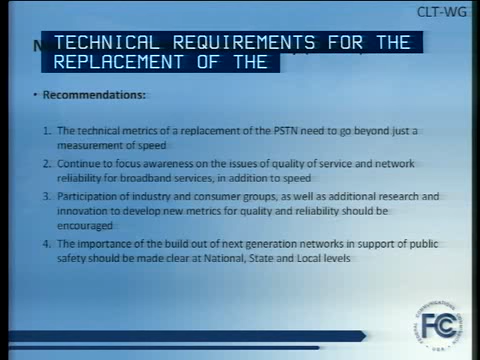 CLT-WG
TECHNICAL REQUIREMENTS FOR THE
REPLACEMENT OF THE
• Recommendations:
1. The technical metrics of a replacement of the PSTN need to go beyond just a
measurement of speed
2. Continue to focus awareness on the issues of quality of service and network
reliability for broadband services, in addition to speed
3. Participation of industry and consumer groups, as well as additional research and
innovation to develop new metrics for quality and reliability should be
encouraged
4. The importance of the build out of next generation networks in support of public
safety should be made clear at National, State and Local levels
FEDERAL COMMUNICATIONS COMMISSION
FCC
USA